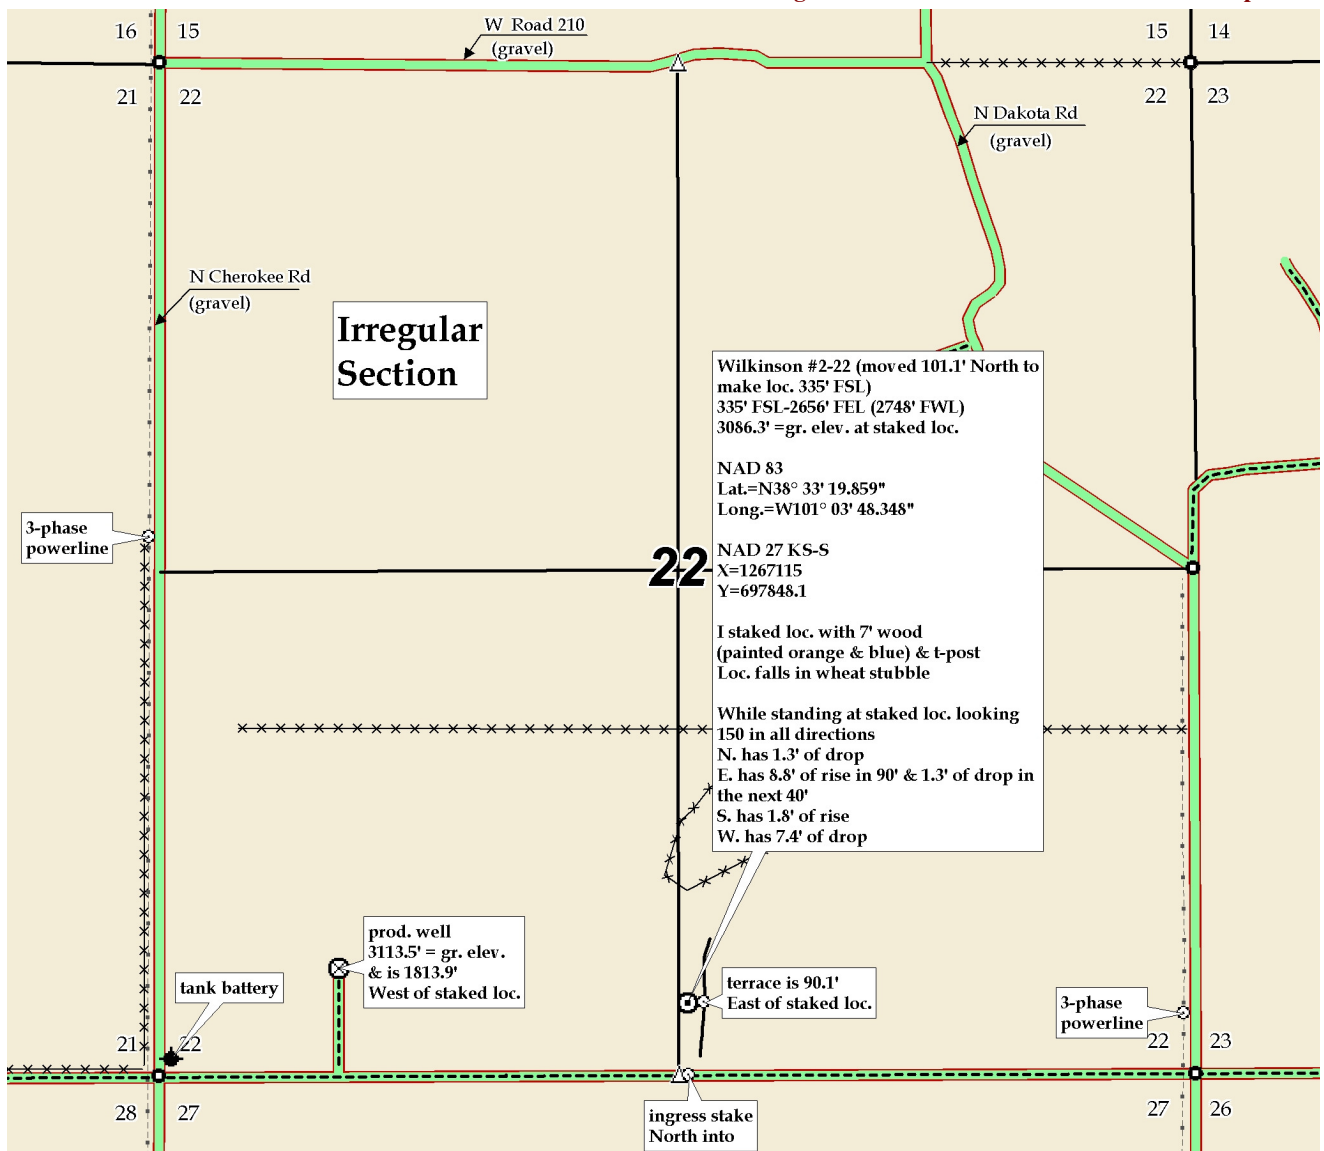 16 15
W Road 210
(gravel)
15 14
21 22
22 23
N Dakota Rd
(gravel)
N Cherokee Rd
(gravel)
Irregular
Section
Wilkinson #2-22 (moved 101.1' North to
make loc. 335' FSL)
335' FSL-2656' FEL (2748' FWL)
3086.3' =gr. elev. at staked loc.
NAD 83
Lat.=N38° 33' 19.859"
Long.=W101° 03' 48.348"
NAD 27 KS-S
X=1267115
Y=697848.1
I staked loc. with 7' wood
(painted orange & blue) & t-post
Loc. falls in wheat stubble
While standing at staked loc. looking
150 in all directions
N. has 1.3' of drop
E. has 8.8' of rise in 90' & 1.3' of drop in
the next 40'
S. has 1.8' of rise
W. has 7.4' of drop
3-phase
powerline
22
prod. well
3113.5' = gr. elev.
& is 1813.9'
West of staked loc.
tank battery
terrace is 90.1'
East of staked loc.
3-phase
powerline
21 22
22 23
28 27
27 26
ingress stake
North into